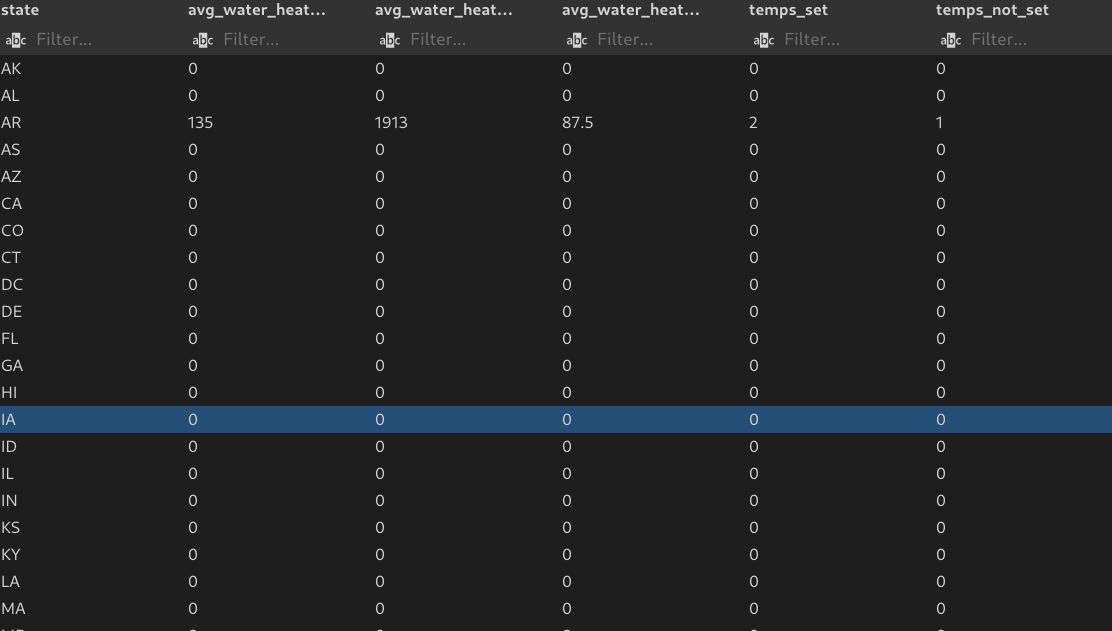 state avg_water_heat... avg_water_heat... avg_water_heat... temps_set temps_not_set
abc Filter... abc Filter... abc Filter... abc Filter... abc Filter... abc Filter...
AK 0 0 0 0 0
AL 0 0 0 0 0
AR 135 1913 87.5 2 1
AS 0 0 0 0 0
AZ 0 0 0 0 0
CA 0 0 0 0 0
CO 0 0 0 0 0
CT 0 0 0 0 0
DC 0 0 0 0 0
DE 0 0 0 0 0
FL 0 0 0 0 0
GA 0 0 0 0 0
HI 0 0 0 0 0
IA 0 0 0 0 0
ID 0 0 0 0 0
IL 0 0 0 0 0
IN 0 0 0 0 0
KS 0 0 0 0 0
KY 0 0 0 0 0
LA 0 0 0 0 0
MA 0 0 0 0 0